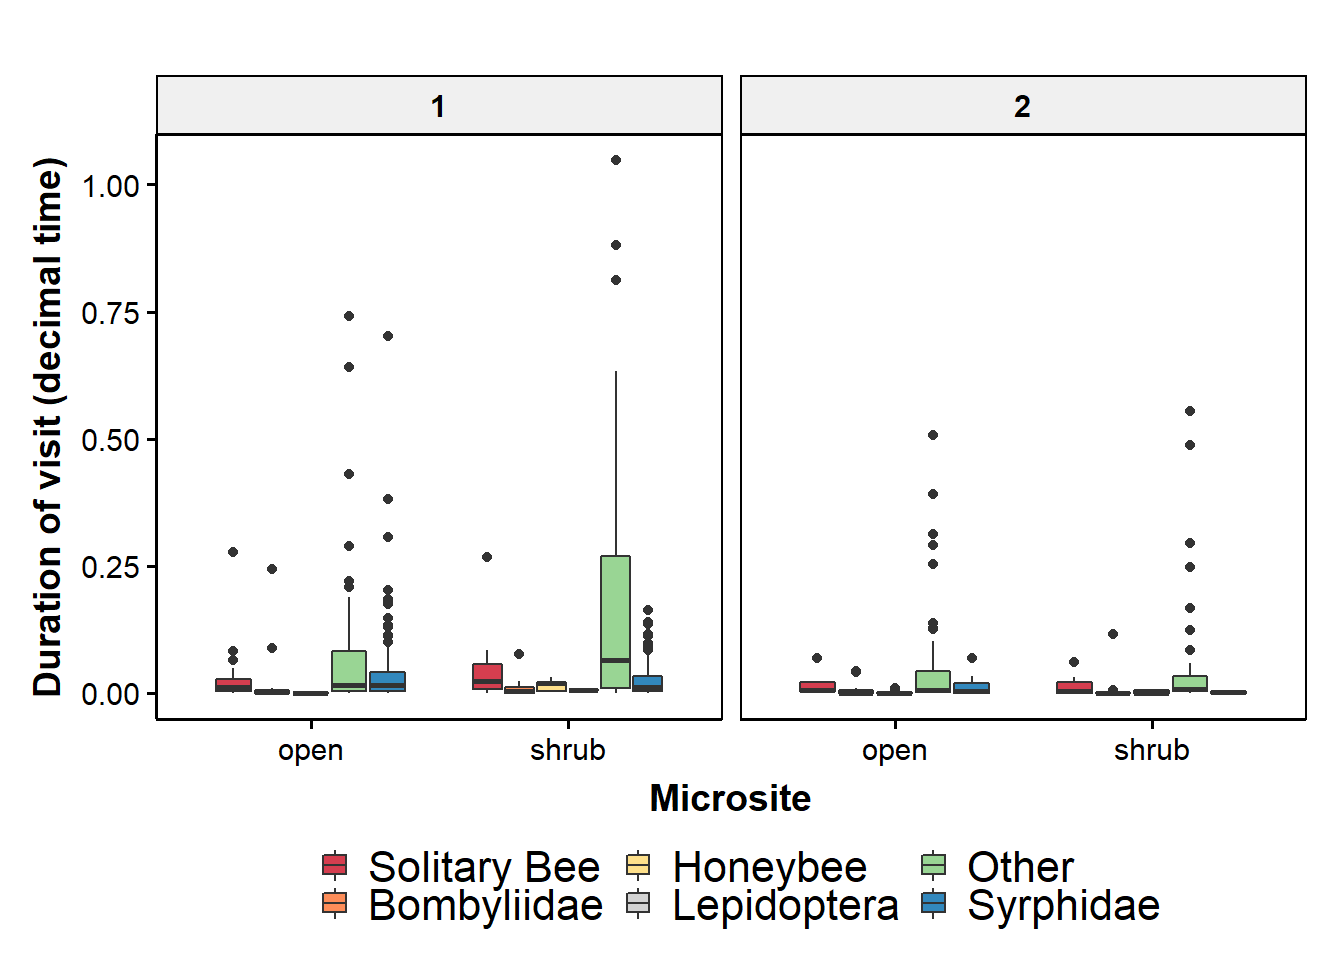 1 2
Duration of visit (decimal time)
1.00
0.75
0.50
0.25
0.00
open shrub open shrub
Microsite
Solitary Bee Honeybee Other
Bombyliidae Lepidoptera Syrphidae